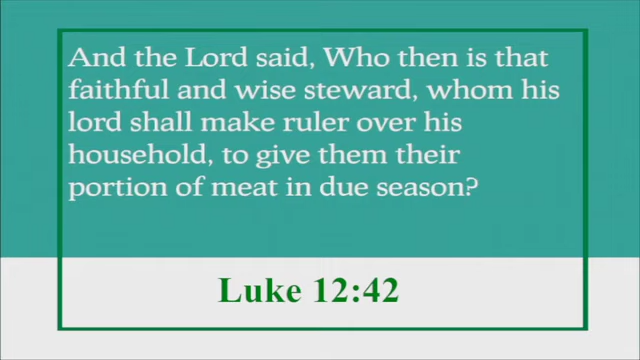 And the Lord said, Who then is that
faithful and wise steward, whom his
lord shall make ruler over his
household, to give them their
portion of meat in due season?
Luke 12:42